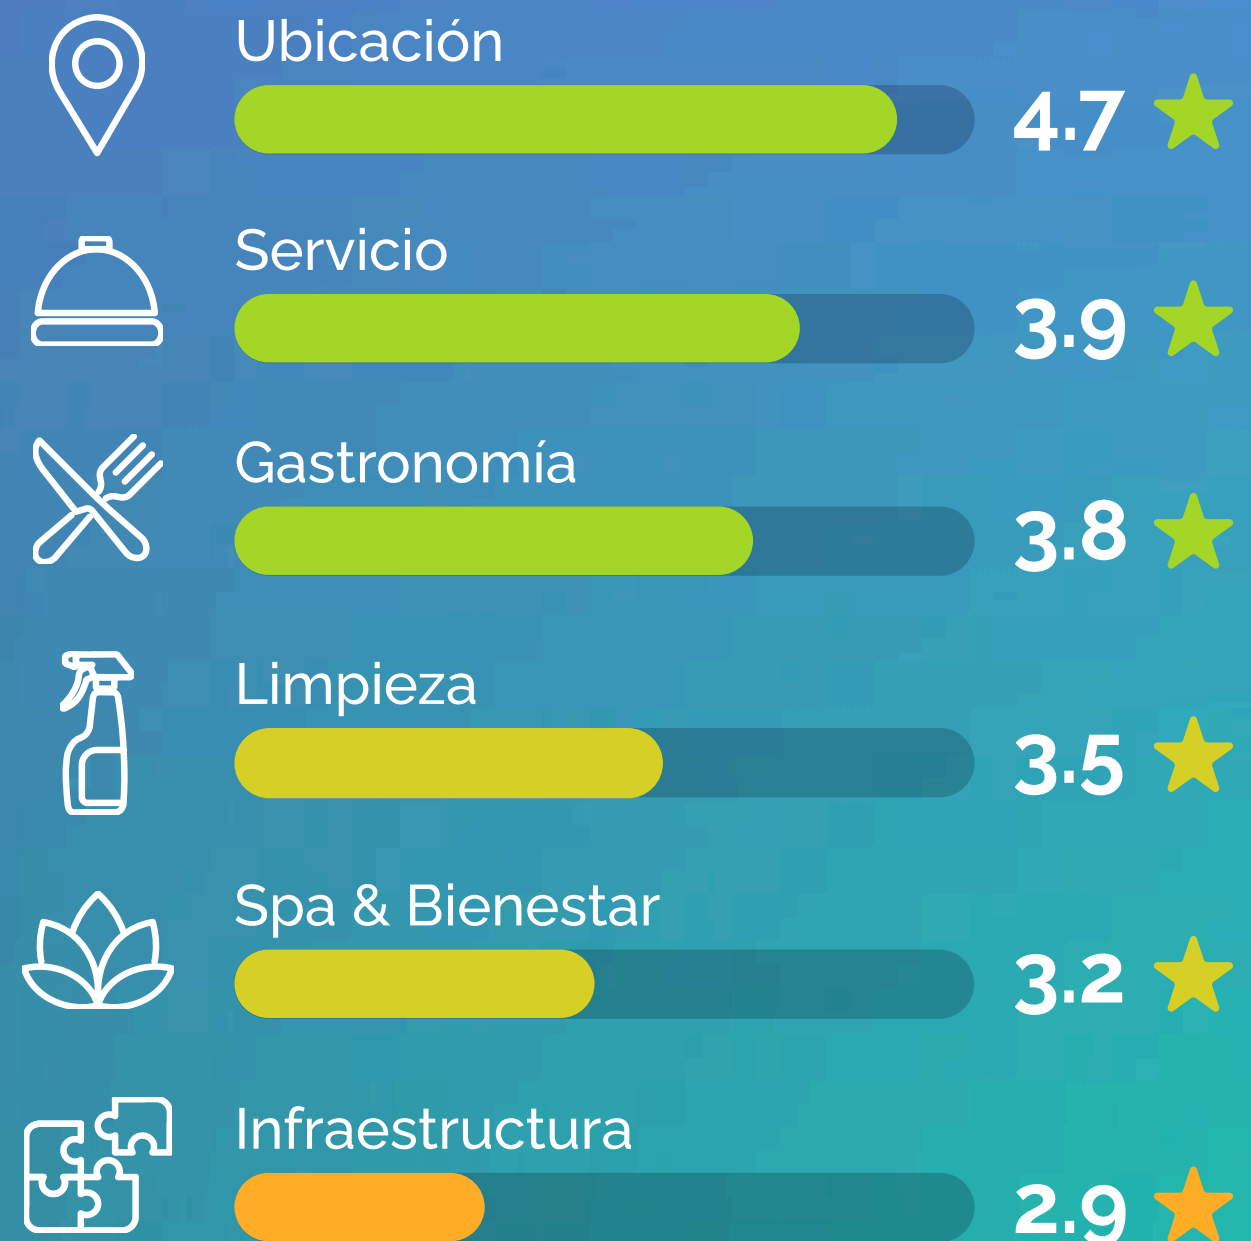 Ubicación
4.7
Servicio
3.9
Gastronomía
3.8
Limpieza
3.5
Spa & Bienestar
3.2
Infraestructura
2.9